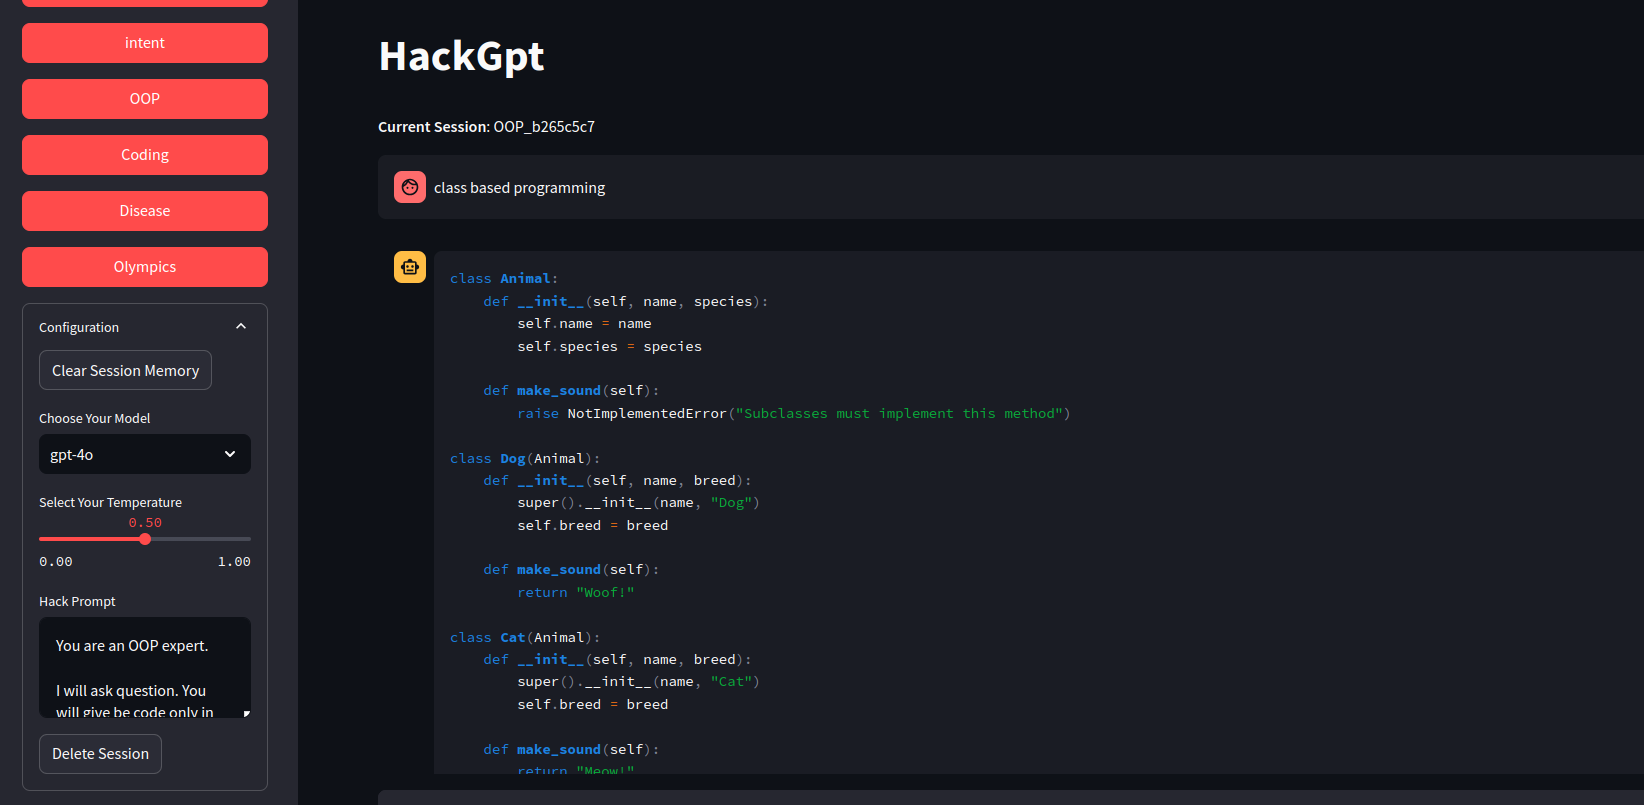 intent
OOP
Coding
Disease
Olympics
Configuration
Clear Session Memory
Choose Your Model
gpt-4o
Select Your Temperature
0.50
0.00 1.00
Hack Prompt
You are an OOP expert.
I will ask question. You
will give be code only in
Delete Session
HackGpt
Current Session: OOP_b265c5c7
class based programming
class Animal:
    def __init__(self, name, species):
        self.name = name
        self.species = species
    def make_sound(self):
        raise NotImplementedError("Subclasses must implement this method")
class Dog(Animal):
    def __init__(self, name, breed):
        super().__init__(name, "Dog")
        self.breed = breed
    def make_sound(self):
        return "Woof!"
class Cat(Animal):
    def __init__(self, name, breed):
        super().__init__(name, "Cat")
        self.breed = breed
    def make_sound(self):
        return "Meow!"